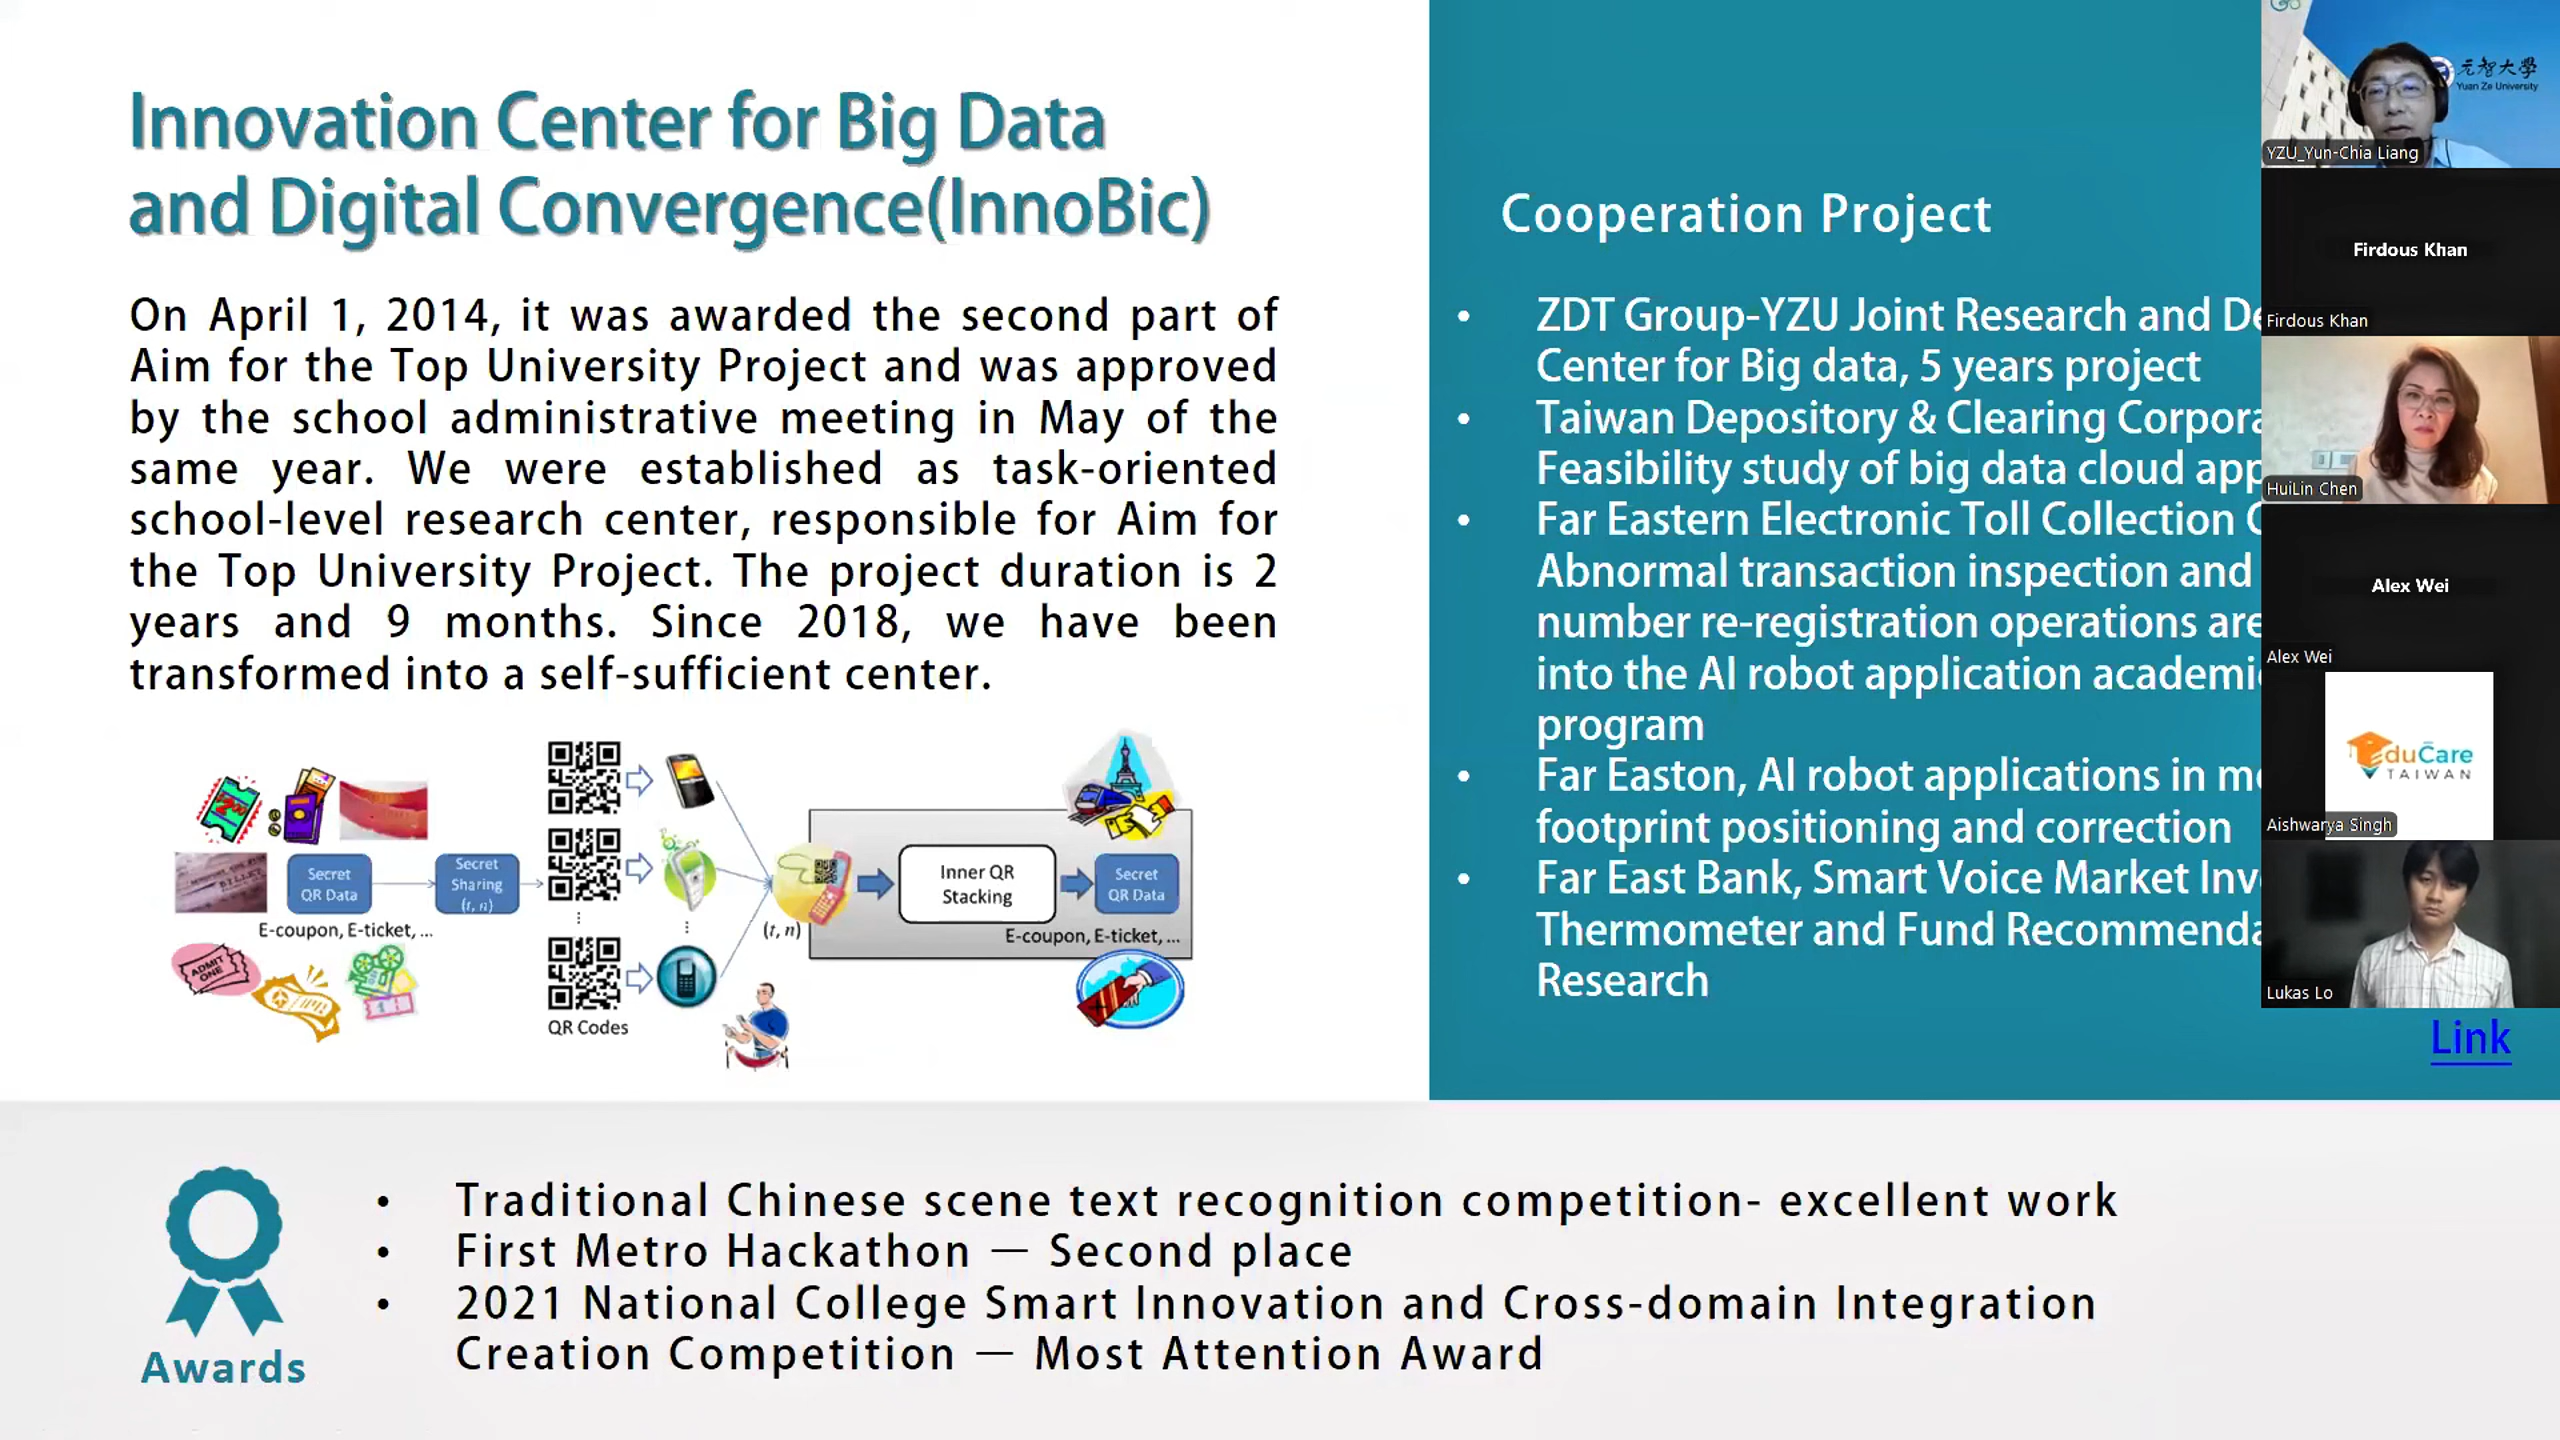 Innovation Center for Big Data
and Digital Convergence(InnoBic)
On April 1, 2014, it was awarded the second part of
Aim for the Top University Project and was approved
by the school administrative meeting in May of the
same year. We were established as task-oriented
school-level research center, responsible for Aim for
the Top University Project. The project duration is 2
years and 9 months. Since 2018, we have been
transformed into a self-sufficient center.
Secret
QR Data
Secret
Sharing
(t, n)
E-coupon, E-ticket, ...
ADMIT
ONE
QR Codes
(t, n)
Inner QR
Stacking
Secret
QR Data
E-coupon, E-ticket, ...
Cooperation Project
• ZDT Group-YZU Joint Research and
Center for Big data, 5 years project
• Taiwan Depository & Clearing
Feasibility study of big data cloud
• Far Eastern Electronic Toll Collection
Abnormal transaction inspection and
number re-registration operations are
into the AI robot application
program
• Far Easton, AI robot applications in
footprint positioning and correction
• Far East Bank, Smart Voice Market
Thermometer and Fund
Research
Link
Awards
• Traditional Chinese scene text recognition competition- excellent work
• First Metro Hackathon — Second place
• 2021 National College Smart Innovation and Cross-domain Integration
Creation Competition — Most Attention Award
元智大學
Yuan Ze University
YZU_Yun-Chia Liang
Firdous Khan
Firdous Khan
HuiLin Chen
Alex Wei
Alex Wei
EduCare
TAIWAN
Aishwarya Singh
Lukas Lo